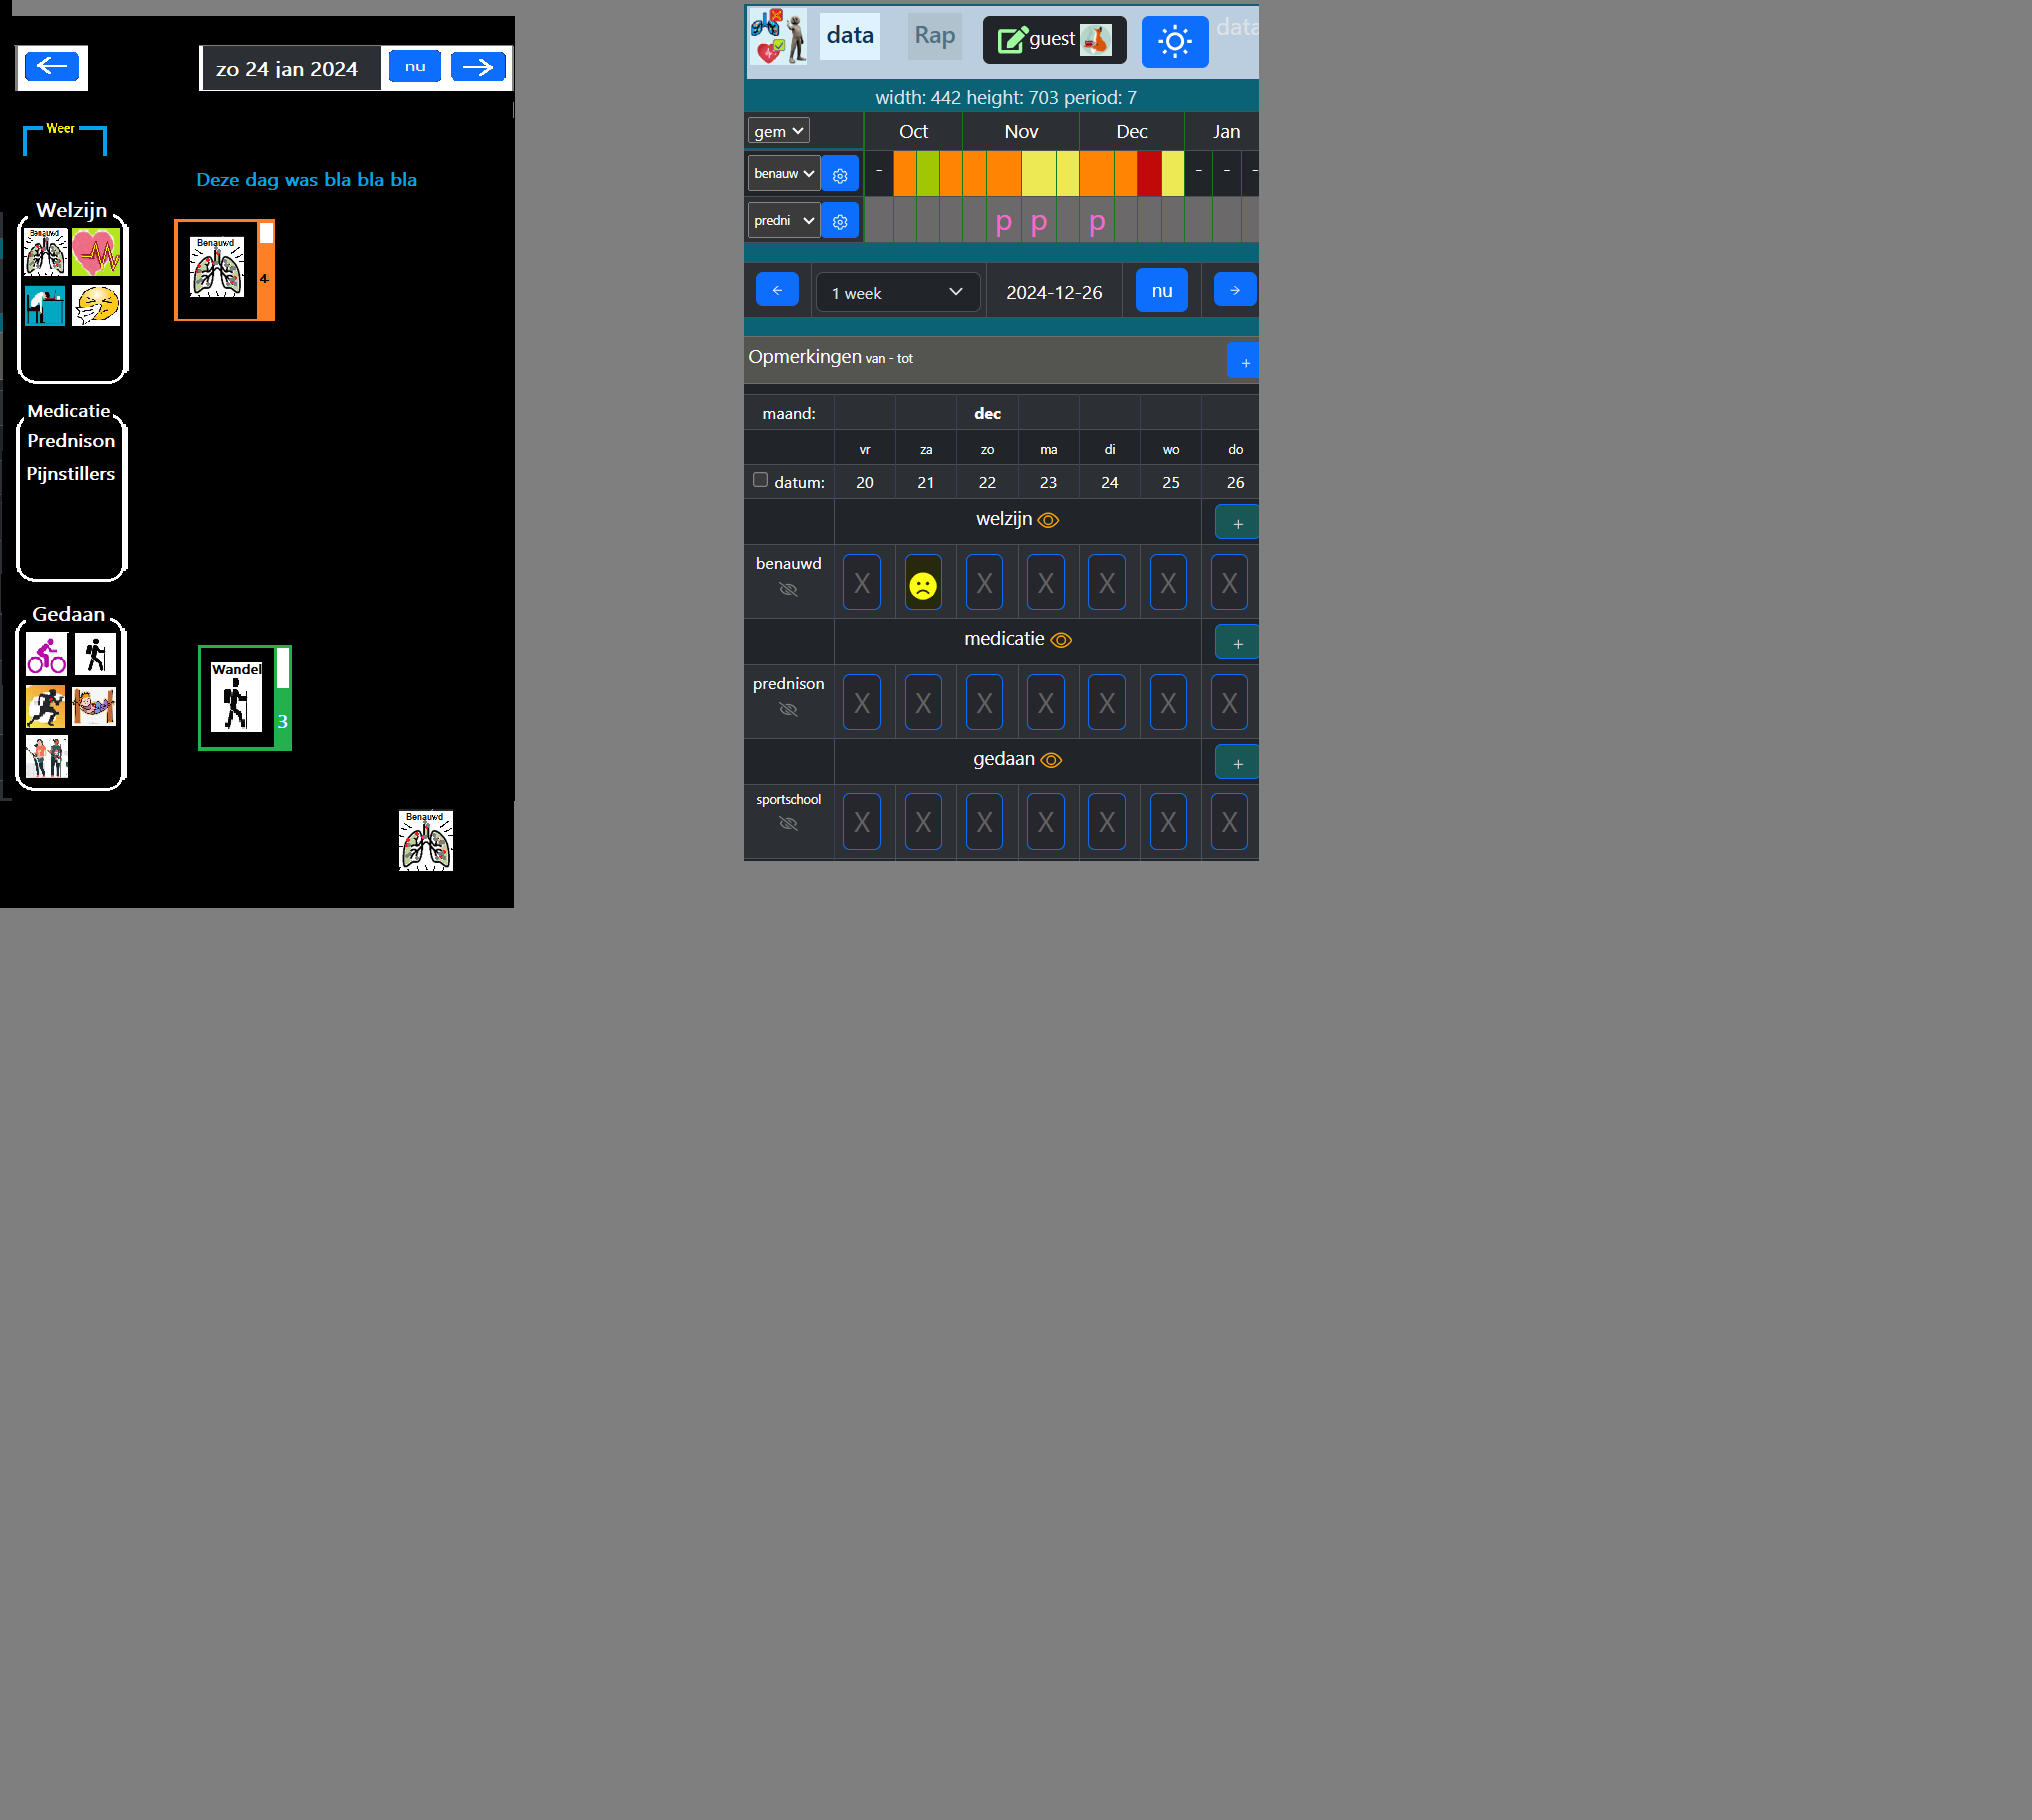 zo 24 jan 2024 nu
Weer
Deze dag was bla bla bla
Welzijn
Benauwd
Benauwd
4
Medicatie
Prednison
Pijnstillers
Gedaan
Wandel
3
Benauwd
data Rap guest data
width: 442 height: 703 period: 7
gem Oct Nov Dec Jan
benauw - - - -
predni p p p
1 week 2024-12-26 nu
Opmerkingen van - tot +
maand: dec
vr za zo ma di wo do
datum: 20 21 22 23 24 25 26
welzijn +
benauwd X X X X X X
medicatie +
prednison X X X X X X X
gedaan +
sportschool X X X X X X X